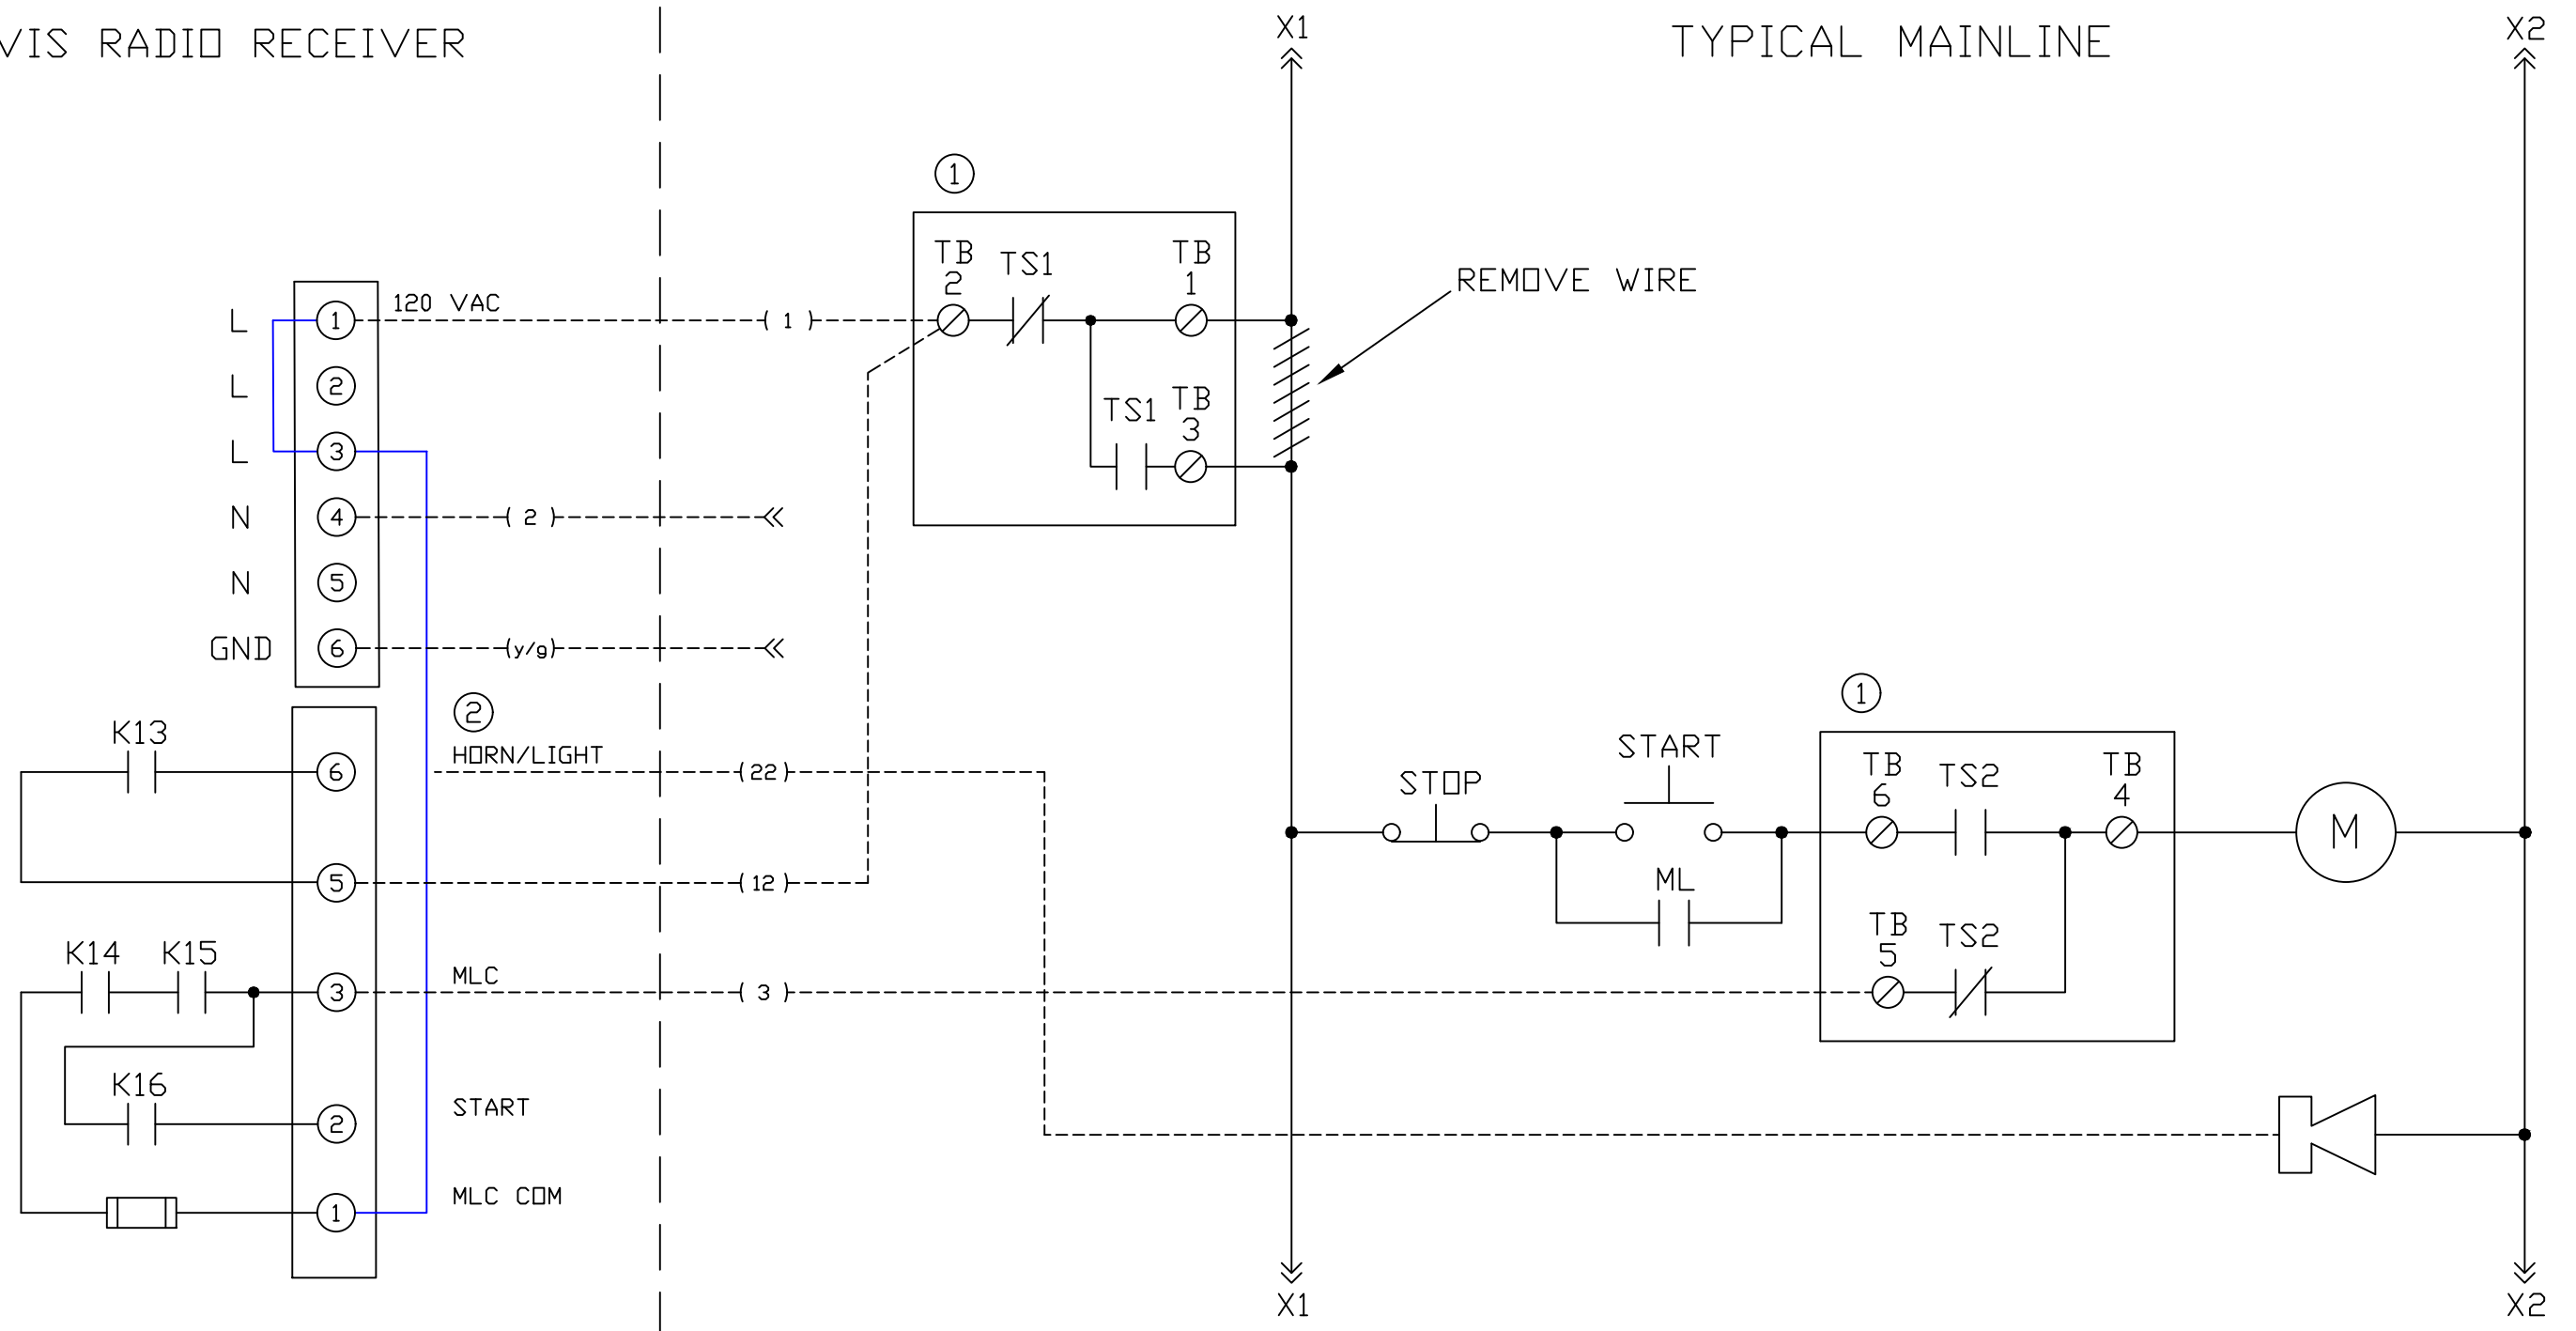 VIS RADIO RECEIVER
X1
TYPICAL MAINLINE
X2
1
TB
2
TS1
TB
1
REMOVE WIRE
L
1
120 VAC
( 1 )
L
2
TS1
TB
3
L
3
N
4
( 2 )
N
5
GND
6
(y/g)
2
1
K13
HORN/LIGHT
6
(22)
STOP
START
TB
6
TS2
TB
4
M
5
(12)
ML
K14
K15
MLC
3
( 3 )
TB
5
TS2
K16
START
2
MLC COM
1
X1
X2